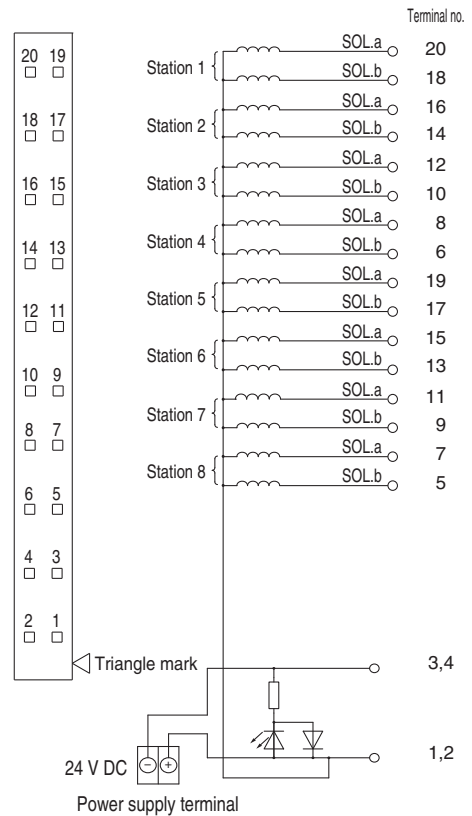 Terminal no.
20 19
18 17
16 15
14 13
12 11
10 9
8 7
6 5
4 3
2 1
Triangle mark
Station 1 { SOL.a 20
SOL.b 18
Station 2 { SOL.a 16
SOL.b 14
Station 3 { SOL.a 12
SOL.b 10
Station 4 { SOL.a 8
SOL.b 6
Station 5 { SOL.a 19
SOL.b 17
Station 6 { SOL.a 15
SOL.b 13
Station 7 { SOL.a 11
SOL.b 9
Station 8 { SOL.a 7
SOL.b 5
3,4
1,2
24 V DC − +
Power supply terminal